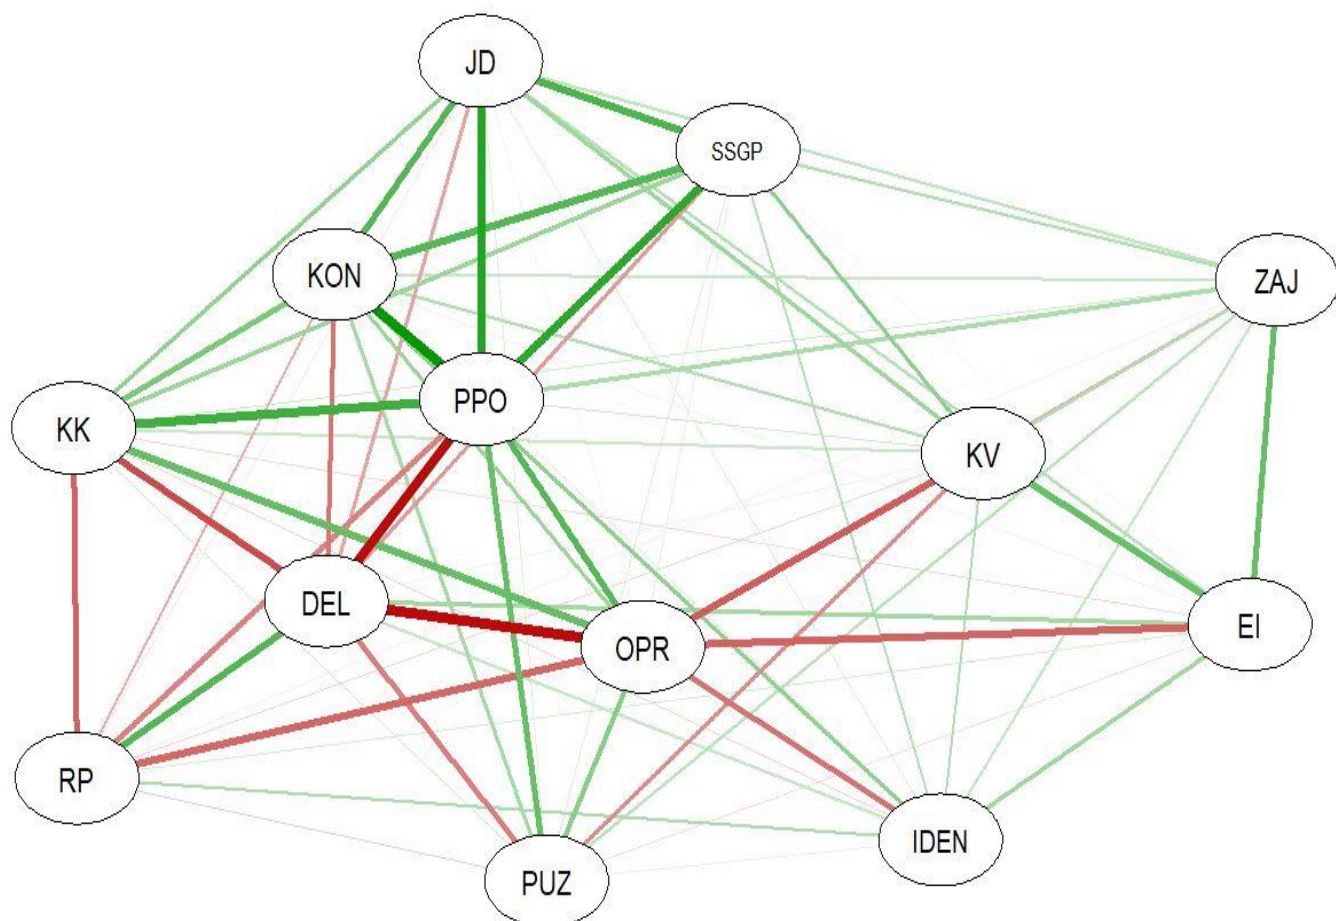 JD
SSGP
KON
ZAJ
PPO
KK
KV
DEL
OPR
EI
RP
IDEN
PUZ